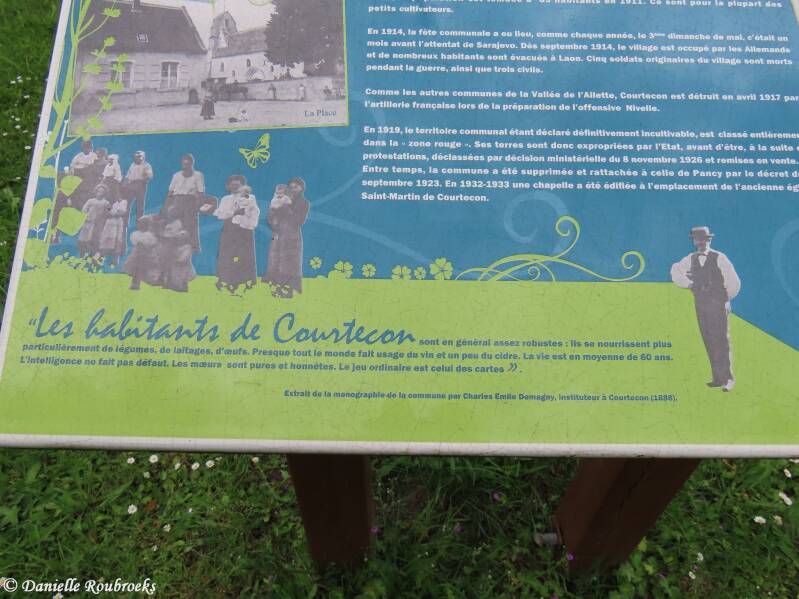 habitants en 1911. Ce sont pour la plupart des
petits cultivateurs.
En 1914, la fête communale a eu lieu, comme chaque année, le 3ème dimanche de mai, c'était un
mois avant l'attentat de Sarajevo. Dès septembre 1914, le village est occupé par les Allemands
et de nombreux habitants sont évacués à Laon. Cinq soldats originaires du village sont morts
pendant la guerre, ainsi que trois civils.
Comme les autres communes de la Vallée de l'Ailette, Courtecon est détruit en avril 1917 par
l'artillerie française lors de la préparation de l'offensive Nivelle.
En 1919, le territoire communal étant déclaré définitivement incultivable, est classé entièreme
dans la « zone rouge ». Ses terres sont donc expropriées par l'Etat, avant d'être, à la suite
protestations, déclassées par décision ministérielle du 8 novembre 1926 et remises en vente.
Entre temps, la commune a été supprimée et rattachée à celle de Pancy par le décret d
septembre 1923. En 1932-1933 une chapelle a été édifiée à l'emplacement de l'ancienne ég
Saint-Martin de Courtecon.
La Place
“Les habitants de Courtecon sont en général assez robustes : ils se nourrissent plus
particulièrement de légumes, de laitages, d'œufs. Presque tout le monde fait usage du vin et un peu du cidre. La vie est en moyenne de 60 ans.
L'intelligence ne fait pas défaut. Les mœurs sont pures et honnêtes. Le jeu ordinaire est celui des cartes ”.
Extrait de la monographie de la commune par Charles Emile Demagny, instituteur à Courtecon (1888).
© Danielle Roubroeks